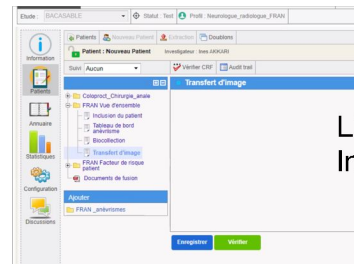 Etude : BACASABLE Statut : Test Profil : Neurologue_radiologue_FRAN
Patients Nouveau Patient Extraction Doublons
Patient : Nouveau Patient Investigateur : Ines AKKARI
Suivi Aucun Vérifier CRF Audit trail
Information
Patients
Annuaire
Statistiques
Configuration
Discussions
Coloproct_Chirurgie_anale
FRAN Vue d'ensemble
Inclusion du patient
Tableau de bord anévrisme
Biocollection
Transfert d'image
FRAN Facteur de risque patient
Documents de fusion
Ajouter
FRAN _anévrismes
Transfert d'image
L
In
Enregistrer Vérifier